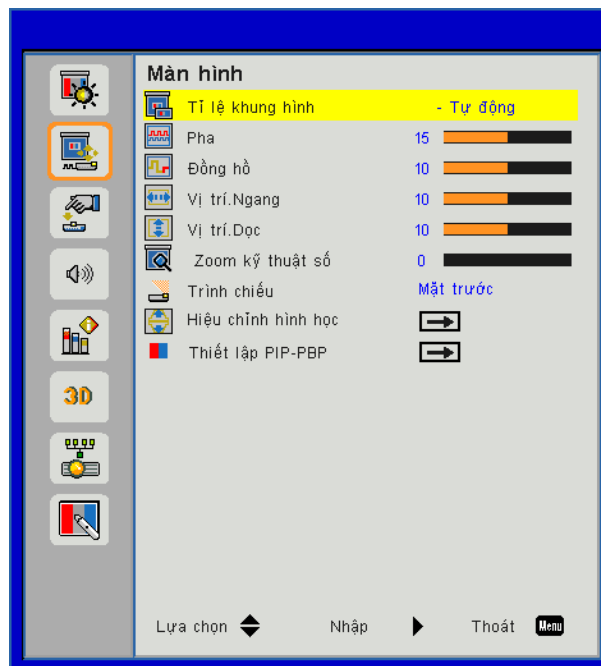 Màn hình
Tỉ lệ khung hình - Tự động
Pha 15
Đồng hồ 10
Vị trí.Ngang 10
Vị trí.Dọc 10
Zoom kỹ thuật số 0
Trình chiếu Mặt trước
Hiệu chỉnh hình học
Thiết lập PIP-PBP
3D
Lựa chọn Nhập Thoát Menu